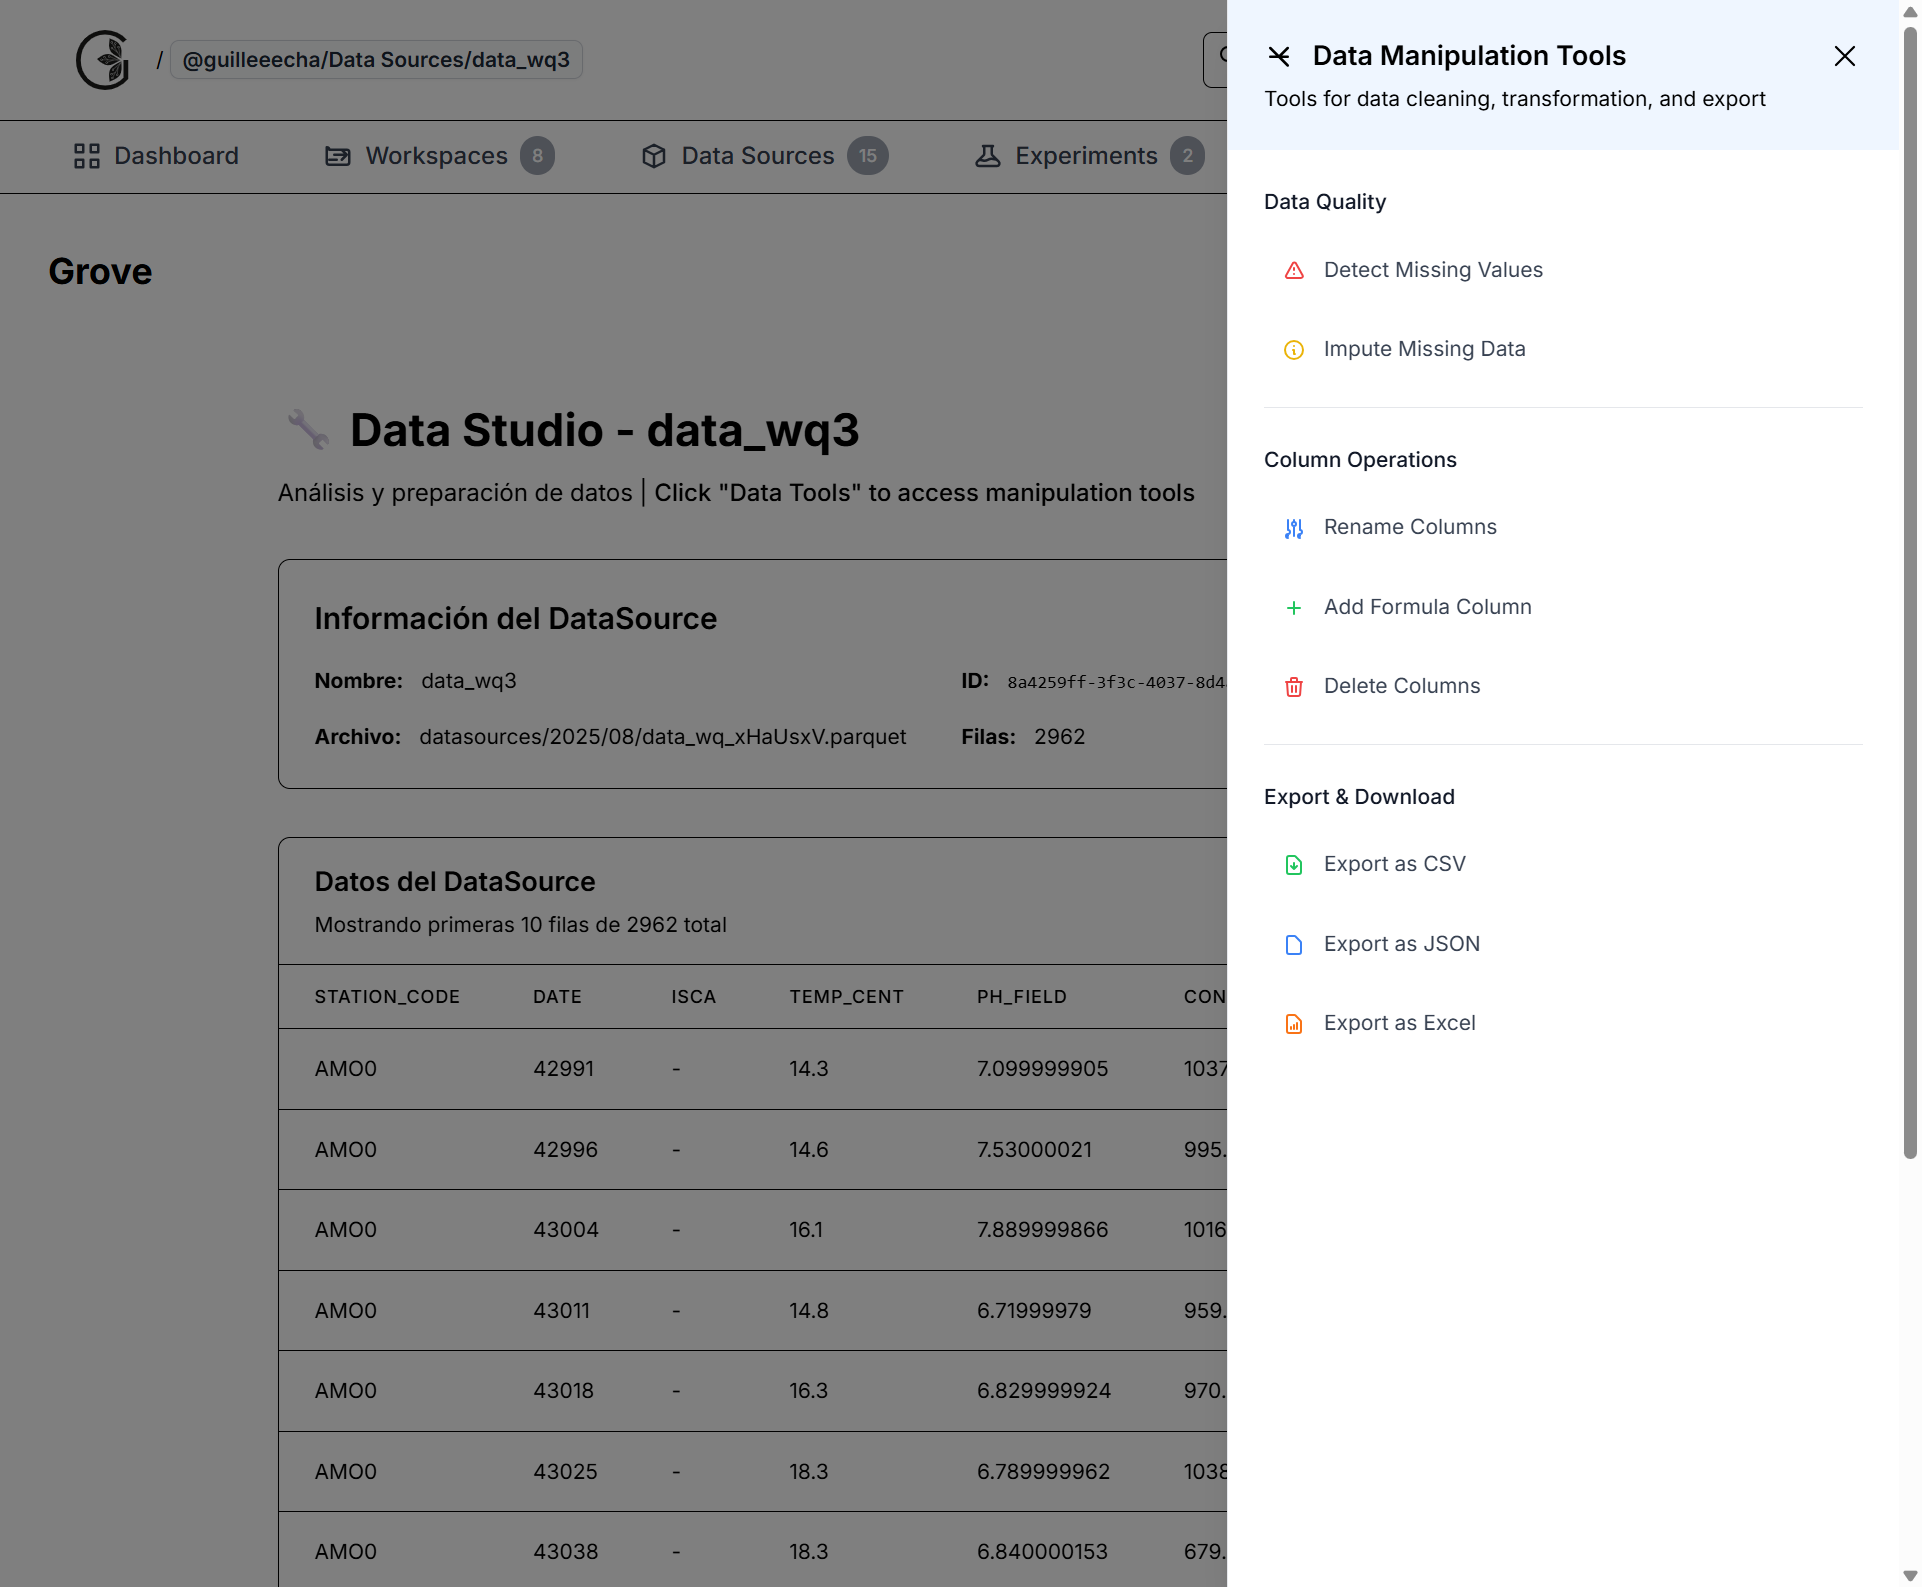 / @guilleeecha/Data Sources/data_wq3
Dashboard
Workspaces 8
Data Sources 15
Experiments 2
Grove
Data Studio - data_wq3
Análisis y preparación de datos | Click "Data Tools" to access manipulation tools
Información del DataSource
Nombre: data_wq3
ID: 8a4259ff-3f3c-4037-8d4
Archivo: datasources/2025/08/data_wq_xHaUsxV.parquet
Filas: 2962
Datos del DataSource
Mostrando primeras 10 filas de 2962 total
STATION_CODE DATE ISCA TEMP_CENT PH_FIELD CON
AMO0 42991 - 14.3 7.099999905 1037
AMO0 42996 - 14.6 7.53000021 995.
AMO0 43004 - 16.1 7.889999866 1016
AMO0 43011 - 14.8 6.71999979 959.
AMO0 43018 - 16.3 6.829999924 970.
AMO0 43025 - 18.3 6.789999962 1038
AMO0 43038 - 18.3 6.840000153 679.
Data Manipulation Tools
Tools for data cleaning, transformation, and export
Data Quality
Detect Missing Values
Impute Missing Data
Column Operations
Rename Columns
Add Formula Column
Delete Columns
Export & Download
Export as CSV
Export as JSON
Export as Excel